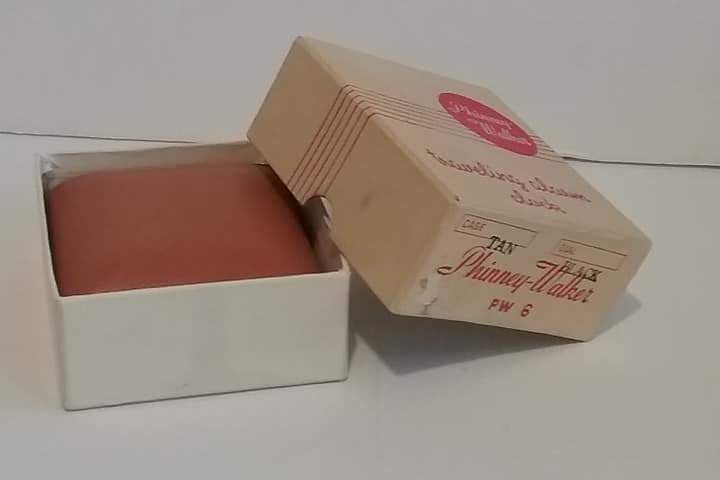 Phinney
Walker
traveling alarm
clock
CASE
TAN
DIAL
BLACK
Phinney-Walker
PW 6